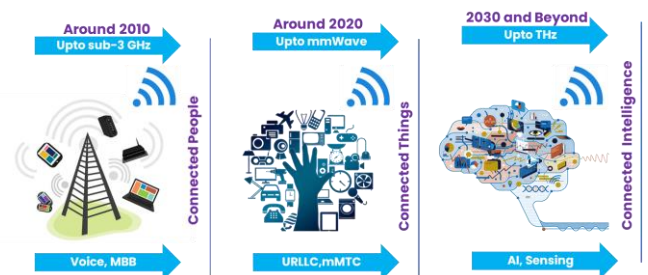 Around 2010
Upto sub-3 GHz
Connected People
Voice, MBB
Around 2020
Upto mmWave
Connected Things
URLLC,mMTC
2030 and Beyond
Upto THz
Connected Intelligence
AI, Sensing